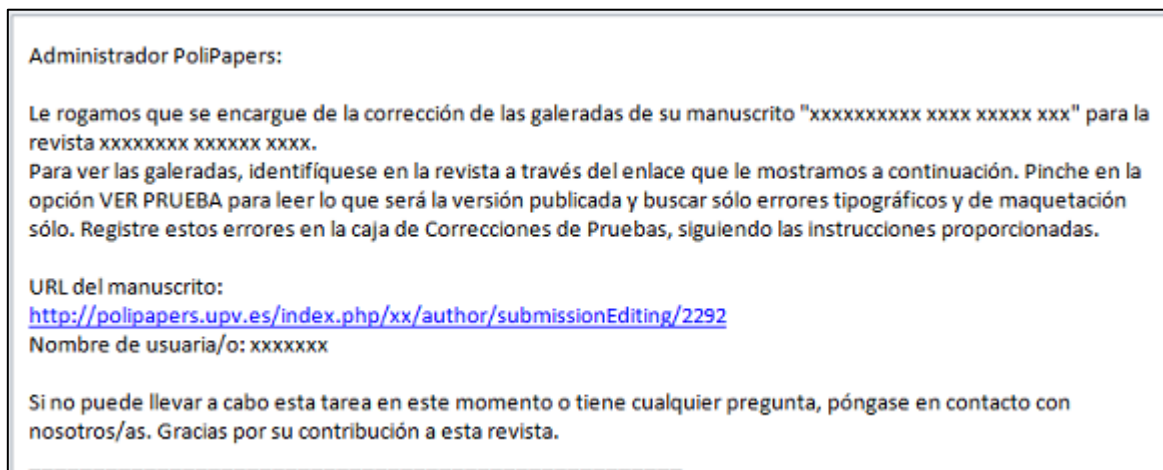 Administrador PoliPapers:
Le rogamos que se encargue de la corrección de las galeradas de su manuscrito "xxxxxxxxxx xxxx xxxxx xxx" para la
revista xxxxxxxx xxxxxx xxxx.
Para ver las galeradas, identifíquese en la revista a través del enlace que le mostramos a continuación. Pinche en la
opción VER PRUEBA para leer lo que será la versión publicada y buscar sólo errores tipográficos y de maquetación
sólo. Registre estos errores en la caja de Correcciones de Pruebas, siguiendo las instrucciones proporcionadas.
URL del manuscrito:
http://polipapers.upv.es/index.php/xx/author/submissionEditing/2292
Nombre de usuaria/o: xxxxxxx
Si no puede llevar a cabo esta tarea en este momento o tiene cualquier pregunta, póngase en contacto con
nosotros/as. Gracias por su contribución a esta revista.